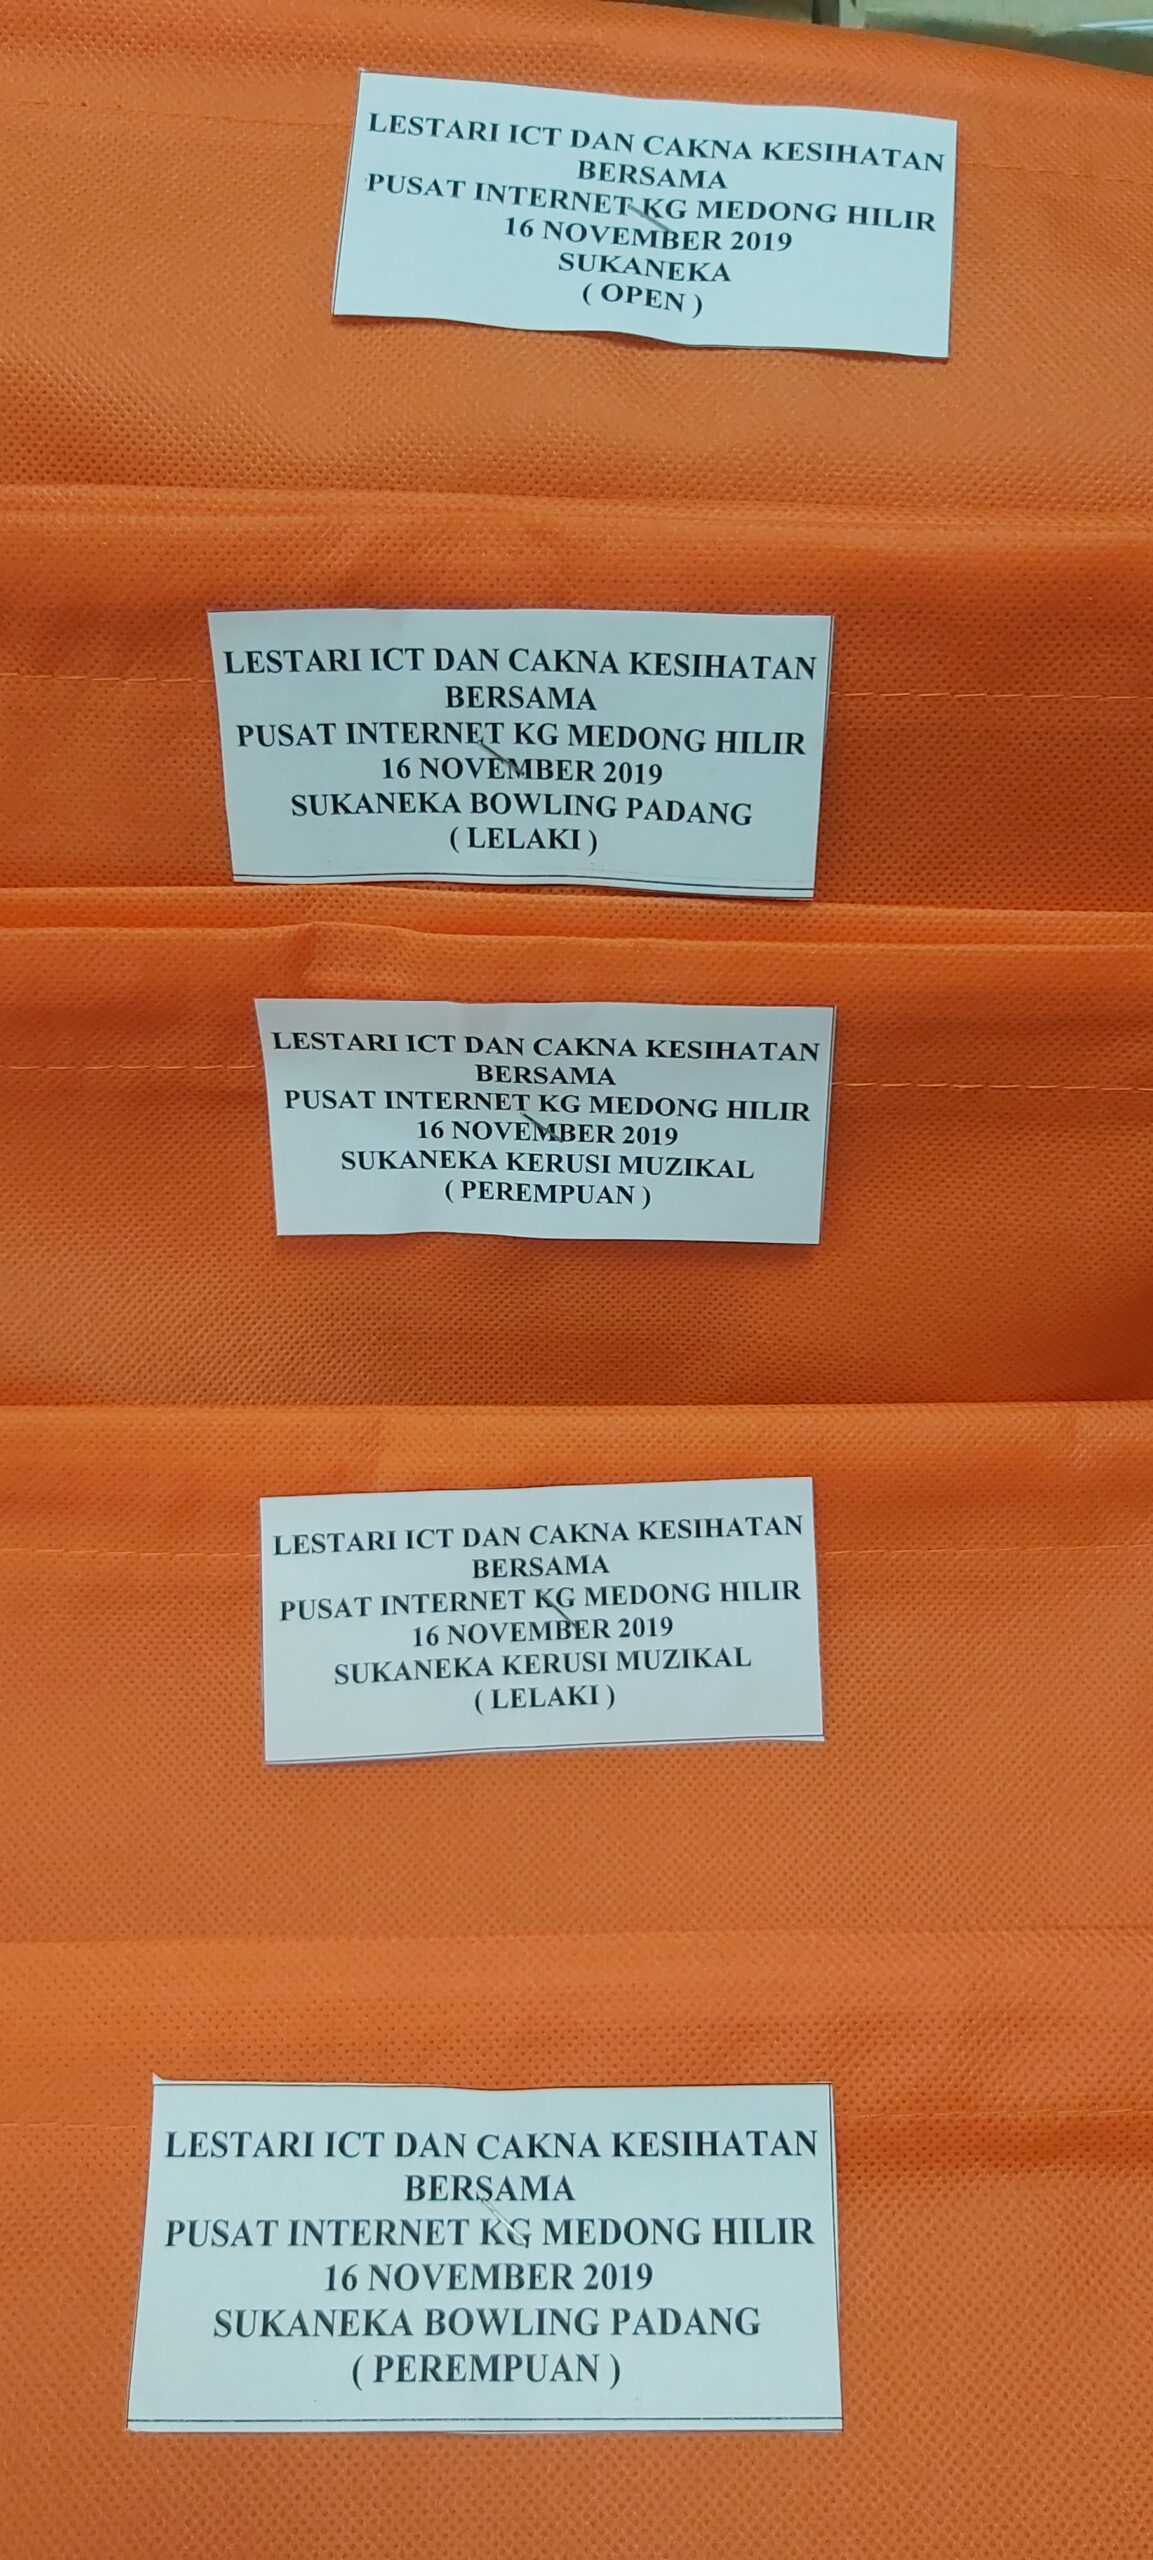 LESTARI ICT DAN CAKNA KESIHATAN
BERSAMA
PUSAT INTERNET KG MEDONG HILIR
16 NOVEMBER 2019
SUKANEKA
( OPEN )
LESTARI ICT DAN CAKNA KESIHATAN
BERSAMA
PUSAT INTERNET KG MEDONG HILIR
16 NOVEMBER 2019
SUKANEKA BOWLING PADANG
( LELAKI )
LESTARI ICT DAN CAKNA KESIHATAN
BERSAMA
PUSAT INTERNET KG MEDONG HILIR
16 NOVEMBER 2019
SUKANEKA KERUSI MUZIKAL
( PEREMPUAN )
LESTARI ICT DAN CAKNA KESIHATAN
BERSAMA
PUSAT INTERNET KG MEDONG HILIR
16 NOVEMBER 2019
SUKANEKA KERUSI MUZIKAL
( LELAKI )
LESTARI ICT DAN CAKNA KESIHATAN
BERSAMA
PUSAT INTERNET KG MEDONG HILIR
16 NOVEMBER 2019
SUKANEKA BOWLING PADANG
( PEREMPUAN )